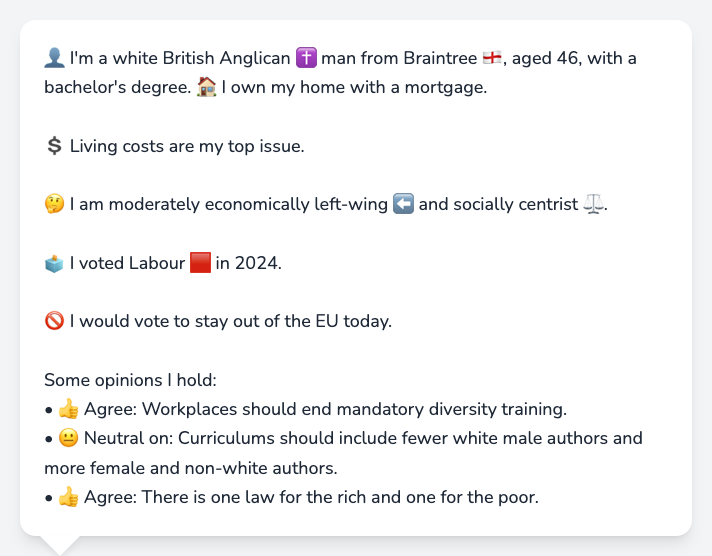 👤 I'm a white British Anglican ✝️ man from Braintree 🏴󠁧󠁢󠁥󠁮󠁧󠁿, aged 46, with a
bachelor's degree. 🏠 I own my home with a mortgage.
💲 Living costs are my top issue.
🤔 I am moderately economically left-wing ⬅️ and socially centrist ⚖️.
🗳️ I voted Labour 🟥 in 2024.
🚫 I would vote to stay out of the EU today.
Some opinions I hold:
• 👍 Agree: Workplaces should end mandatory diversity training.
• 😐 Neutral on: Curriculums should include fewer white male authors and
more female and non-white authors.
• 👍 Agree: There is one law for the rich and one for the poor.